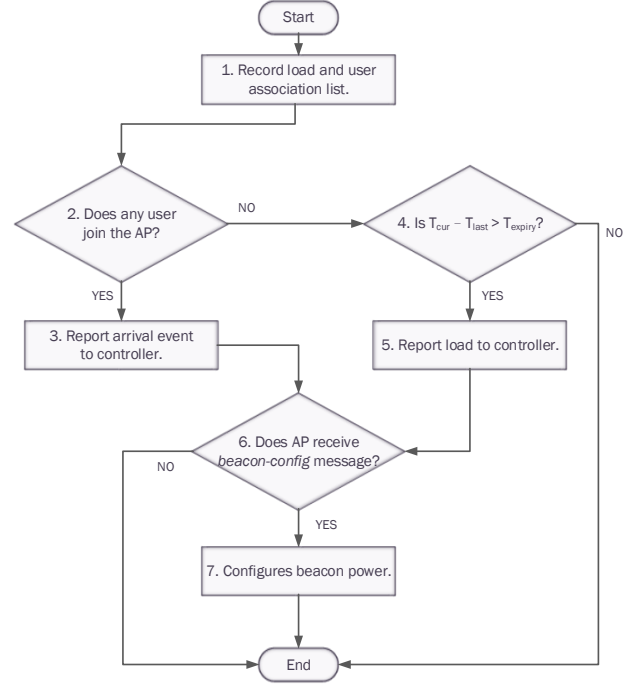 Start
1. Record load and user
association list.
2. Does any user
join the AP?
NO
4. Is Tcur – Tlast > Texpiry?
NO
YES
YES
3. Report arrival event
to controller.
5. Report load to controller.
6. Does AP receive
beacon-config message?
NO
YES
7. Configures beacon power.
End